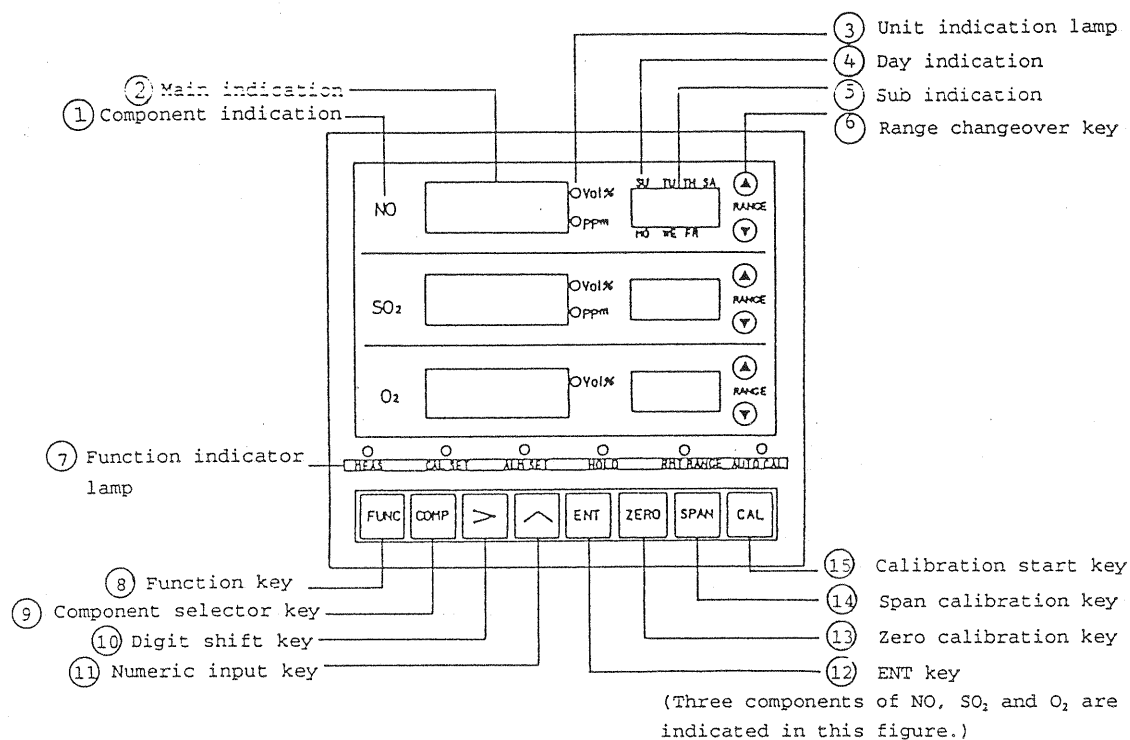 ③ Unit indication lamp
④ Day indication
② Main indication
⑤ Sub indication
① Component indication
⑥ Range changeover key
SU TU TH SA
NO
Vol%
ppm
RANGE
MO WE FR
SO₂
Vol%
ppm
RANGE
O₂
Vol%
RANGE
⑦ Function indicator
lamp
MEAS CAL SET ALM SET HOLD RMT RANGE AUTO CAL
FUNC COMP > ENT ZERO SPAN CAL
⑧ Function key
⑨ Component selector key
⑩ Digit shift key
⑪ Numeric input key
⑮ Calibration start key
⑭ Span calibration key
⑬ Zero calibration key
⑫ ENT key
(Three components of NO, SO₂ and O₂ are
indicated in this figure.)